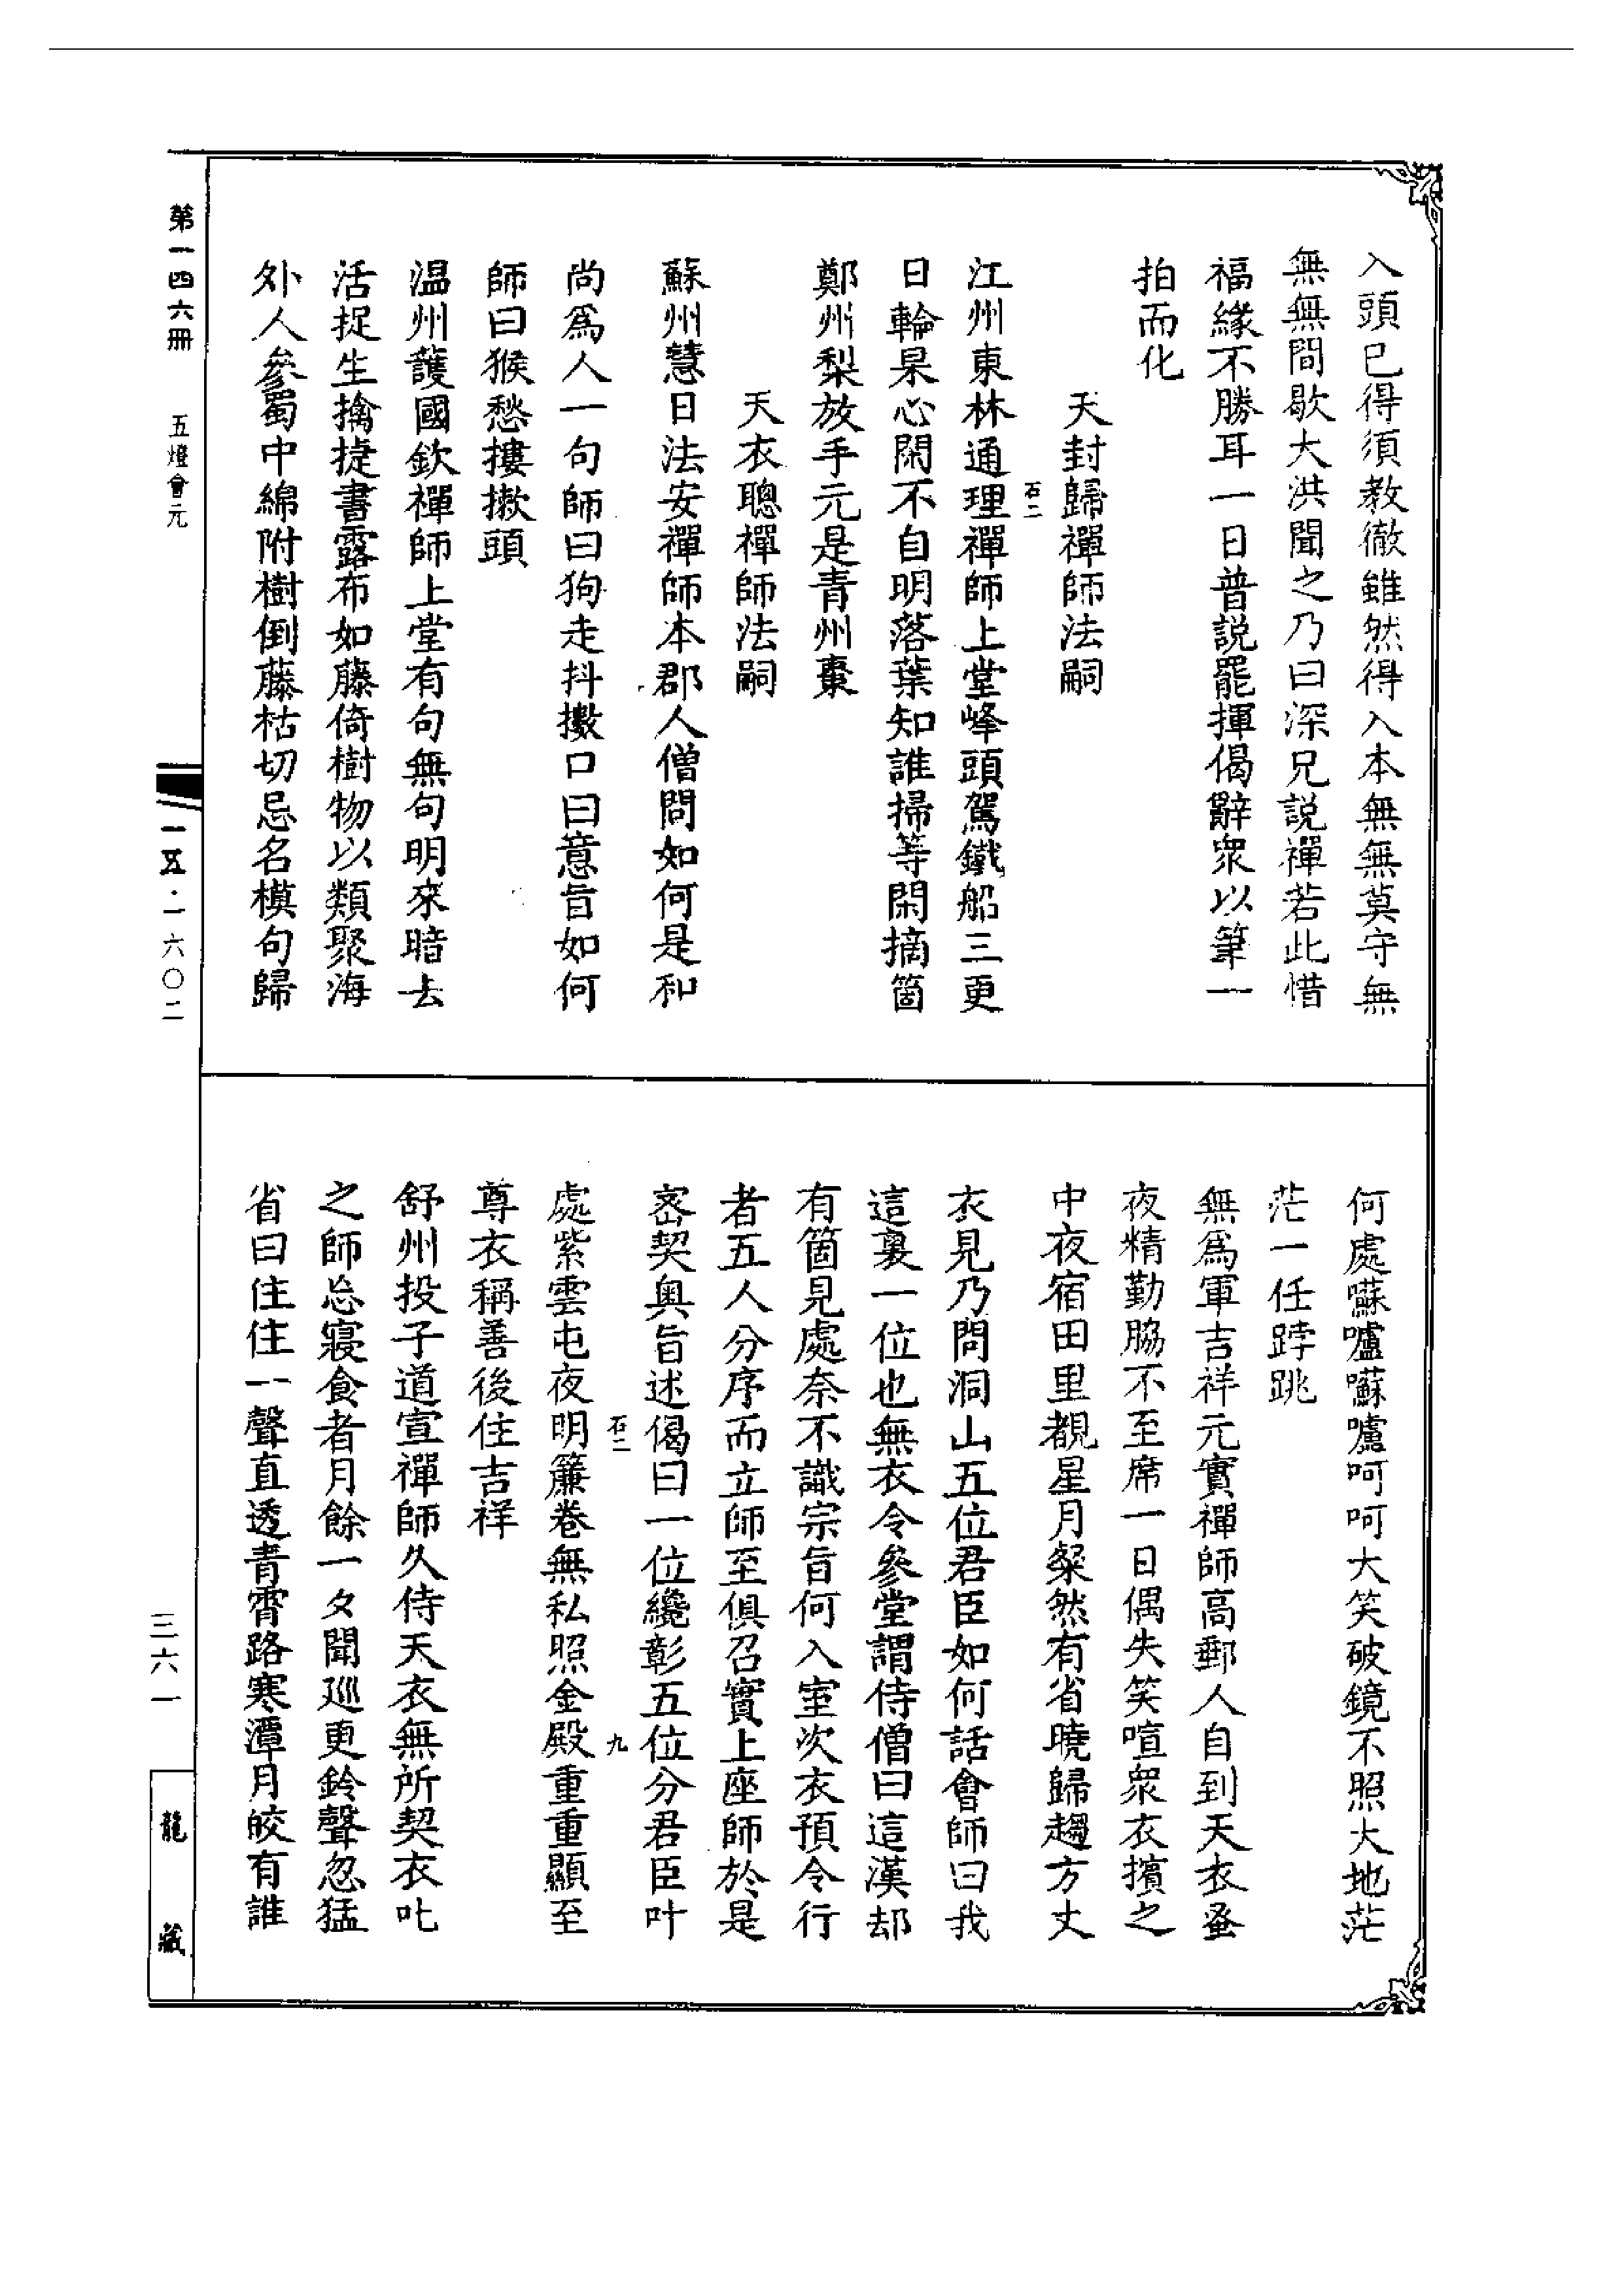 入頭已得須教徹雖然得入本無無莫守無
無無間歇大洪聞之乃曰深兄説禪若此惜
福緣不勝耳一日普説罷揮偈辭衆以筆一
拍而化
天封歸禪師法嗣
石二
江州東林通理禪師上堂峰頭駕鐵船三更
日輪杲心閑不自明落葉知誰掃等閑摘箇
鄭州梨放手元是青州棗
天衣聰禪師法嗣
蘇州慧日法安禪師本郡人僧問如何是和
尚爲人一句師曰狗走抖擻口曰意旨如何
師曰猴愁摟揪頭
温州護國欽禪師上堂有句無句明來暗去
活捉生擒捷書露布如藤倚樹物以類聚海
外人參蜀中綿附樹倒藤枯切忌名模句歸
何處囌嚧囌嚧呵呵大笑破鏡不照大地茫
茫一任踍跳
無爲軍吉祥元實禪師高郵人自到天衣蚤
夜精勤脇不至席一日偶失笑喧衆衣擯之
中夜宿田里覩星月粲然有省曉歸趨方丈
衣見乃問洞山五位君臣如何話會師曰我
這裏一位也無衣令參堂謂侍僧曰這漢却
有箇見處奈不識宗旨何入室次衣預令行
者五人分序而立師至俱召實上座師於是
密契奥旨述偈曰一位纔彰五位分君臣叶
石二 九
處紫雲屯夜明簾卷無私照金殿重重顯至
尊衣稱善後住吉祥
舒州投子道宣禪師久侍天衣無所契衣叱
之師忘寢食者月餘一夕聞廵更鈴聲忽猛
省曰住住一聲直透青霄路寒潭月皎有誰
第一四六冊 五燈會元
一五·一六〇二
三六一
龍藏